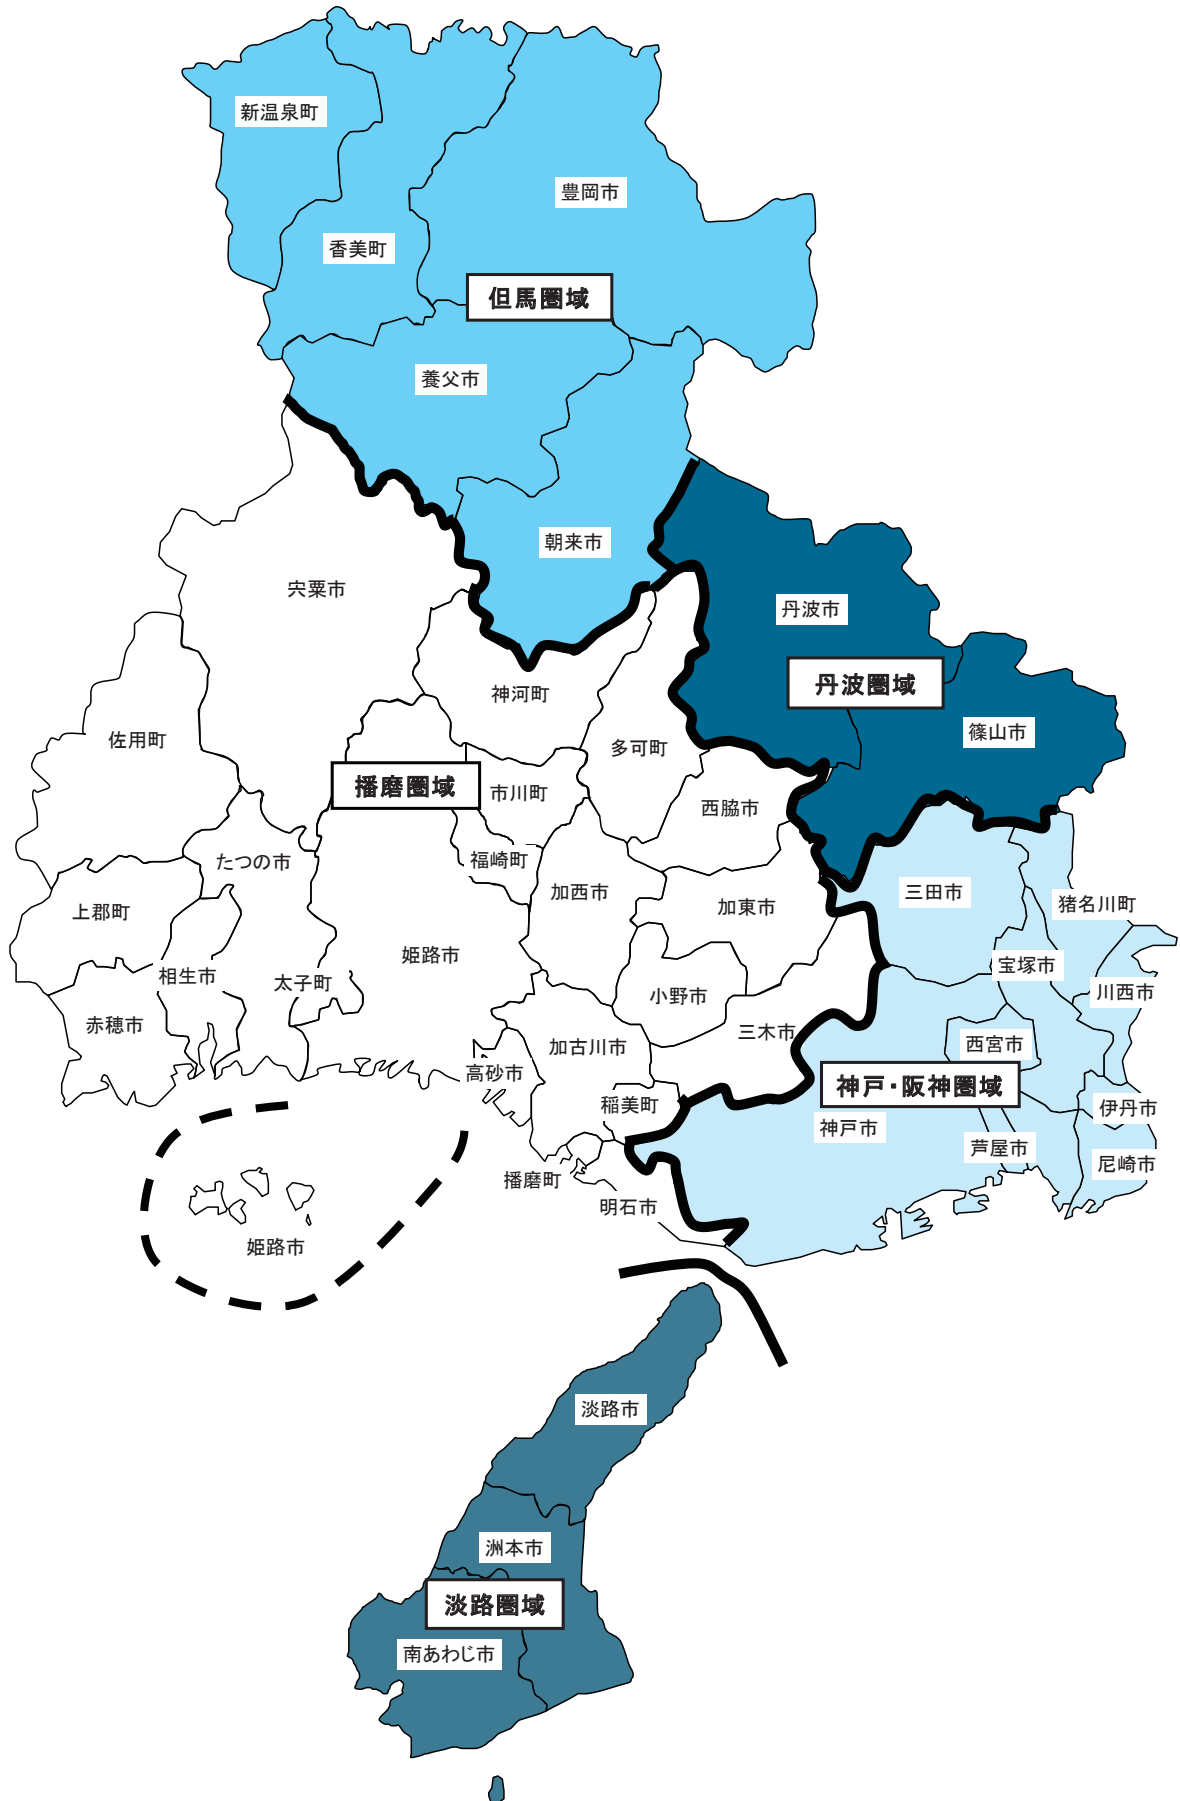 新温泉町
豊岡市
香美町
但馬圏域
養父市
朝来市
宍粟市
丹波市
丹波圏域
神河町
篠山市
佐用町
多可町
播磨圏域
市川町
西脇市
たつの市
福崎町
加西市
三田市
猪名川町
上郡町
加東市
姫路市
宝塚市
相生市
太子町
川西市
小野市
赤穂市
三木市
加古川市
西宮市
高砂市
神戸・阪神圏域
稲美町
伊丹市
神戸市
芦屋市
尼崎市
播磨町
明石市
姫路市
淡路市
洲本市
淡路圏域
南あわじ市